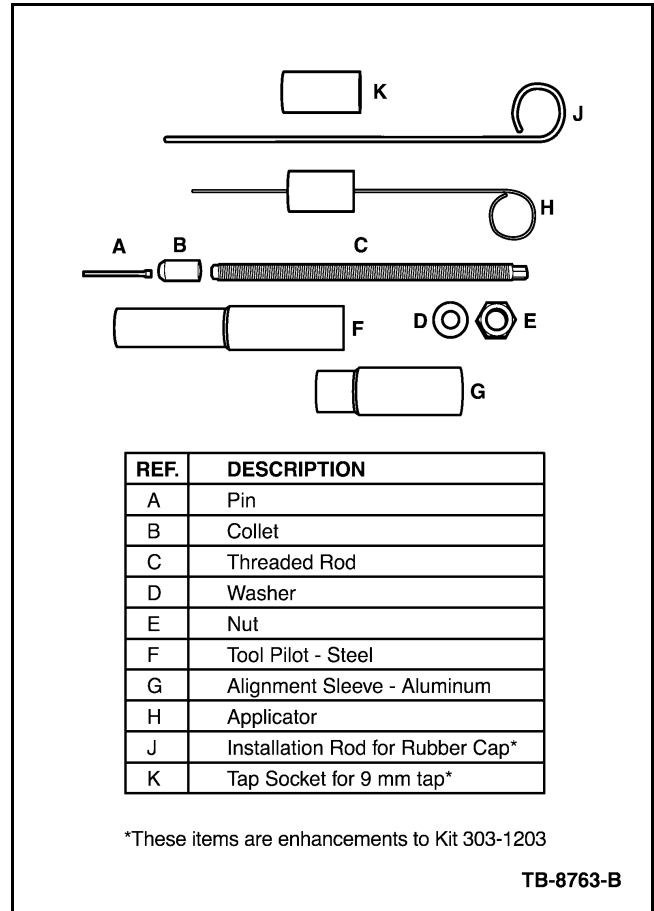 K
J
H
A B C
F D E
G
REF. DESCRIPTION
A Pin
B Collet
C Threaded Rod
D Washer
E Nut
F Tool Pilot - Steel
G Alignment Sleeve - Aluminum
H Applicator
J Installation Rod for Rubber Cap*
K Tap Socket for 9 mm tap*
*These items are enhancements to Kit 303-1203
TB-8763-B